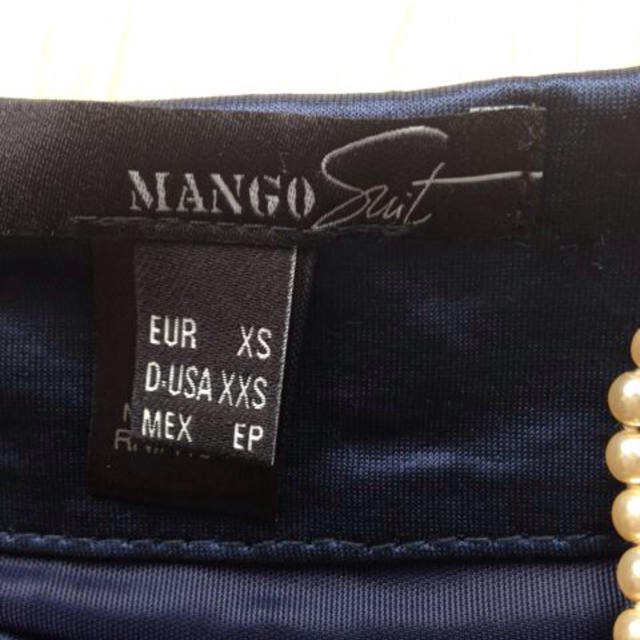 MANGO Suit
EUR XS
D-USA XXS
MEX EP